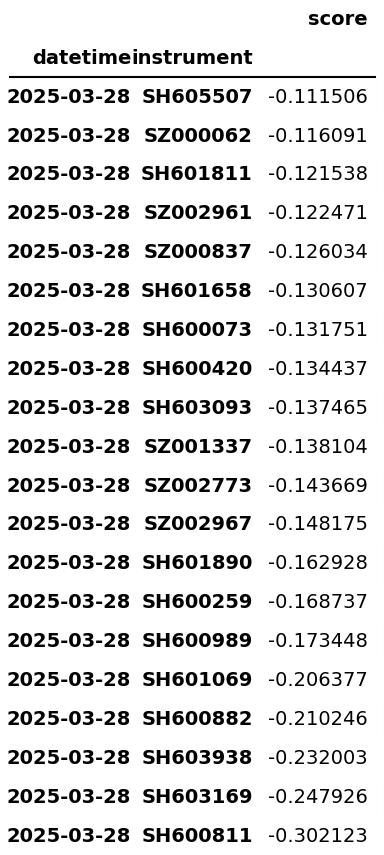 score
datetime instrument
2025-03-28 SH605507 -0.111506
2025-03-28 SZ000062 -0.116091
2025-03-28 SH601811 -0.121538
2025-03-28 SZ002961 -0.122471
2025-03-28 SZ000837 -0.126034
2025-03-28 SH601658 -0.130607
2025-03-28 SH600073 -0.131751
2025-03-28 SH600420 -0.134437
2025-03-28 SH603093 -0.137465
2025-03-28 SZ001337 -0.138104
2025-03-28 SZ002773 -0.143669
2025-03-28 SZ002967 -0.148175
2025-03-28 SH601890 -0.162928
2025-03-28 SH600259 -0.168737
2025-03-28 SH600989 -0.173448
2025-03-28 SH601069 -0.206377
2025-03-28 SH600882 -0.210246
2025-03-28 SH603938 -0.232003
2025-03-28 SH603169 -0.247926
2025-03-28 SH600811 -0.302123